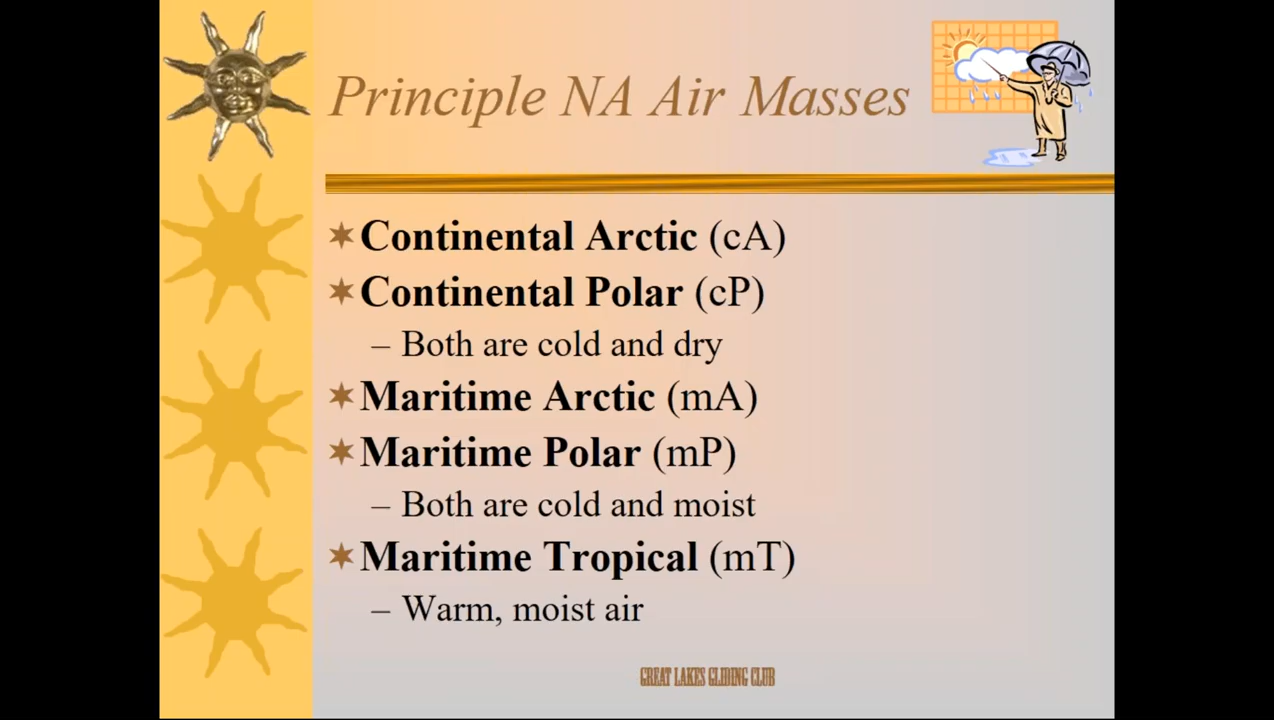 Principle NA Air Masses
Continental Arctic (cA)
Continental Polar (cP)
– Both are cold and dry
Maritime Arctic (mA)
Maritime Polar (mP)
– Both are cold and moist
Maritime Tropical (mT)
– Warm, moist air
GREAT LAKES GLIDING CLUB